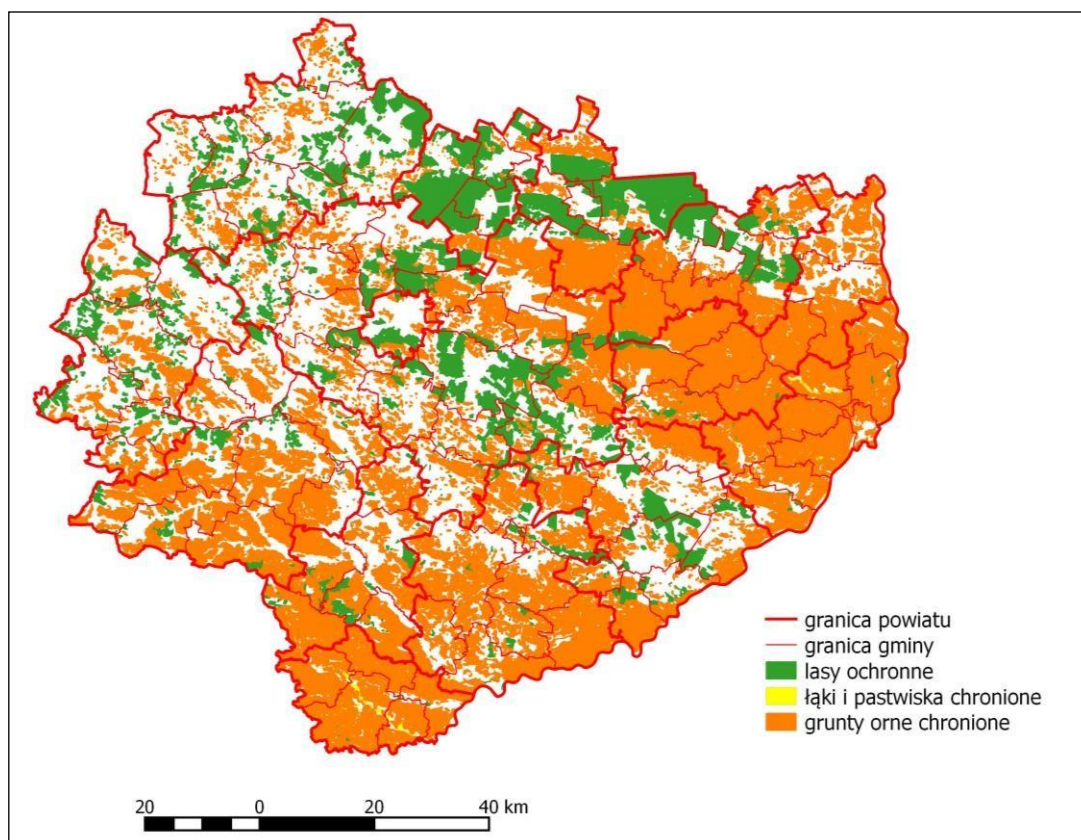 granica powiatu
granica gminy
lasy ochronne
łąki i pastwiska chronione
grunty orne chronione
20 0 20 40 km